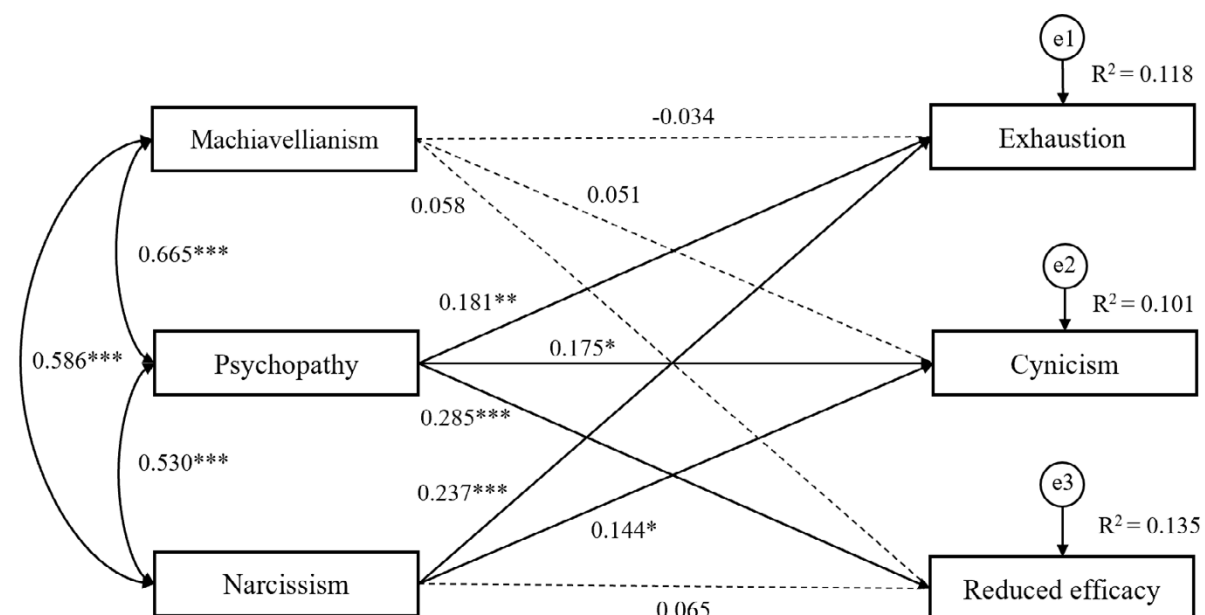 e1
R² = 0.118
Machiavellianism
-0.034
Exhaustion
0.058
0.051
0.665***
e2
0.181**
R² = 0.101
0.586***
Psychopathy
0.175*
Cynicism
0.285***
0.530***
e3
0.237***
0.144*
R² = 0.135
Narcissism
0.065
Reduced efficacy